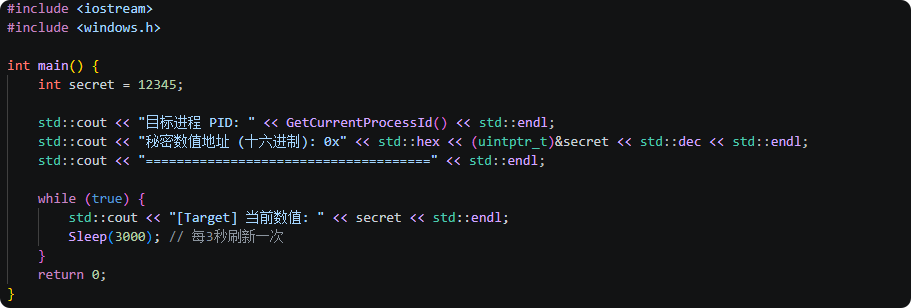 #include <iostream>
#include <windows.h>
int main() {
int secret = 12345;
std::cout << "目标进程 PID: " << GetCurrentProcessId() << std::endl;
std::cout << "秘密数值地址 (十六进制): 0x" << std::hex << (uintptr_t)&secret << std::dec << std::endl;
std::cout << "=====================================" << std::endl;
while (true) {
std::cout << "[Target] 当前数值: " << secret << std::endl;
Sleep(3000); // 每3秒刷新一次
}
return 0;
}